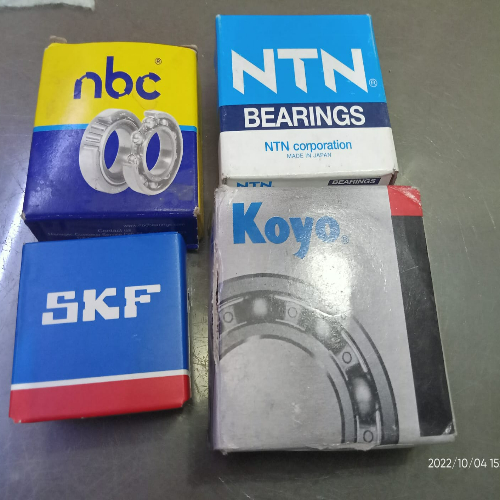 nbc®
NTN®
BEARINGS
NTN corporation
MADE IN JAPAN
NTN
BEARINGS
SKF
Koyo®
2022/10/04 15